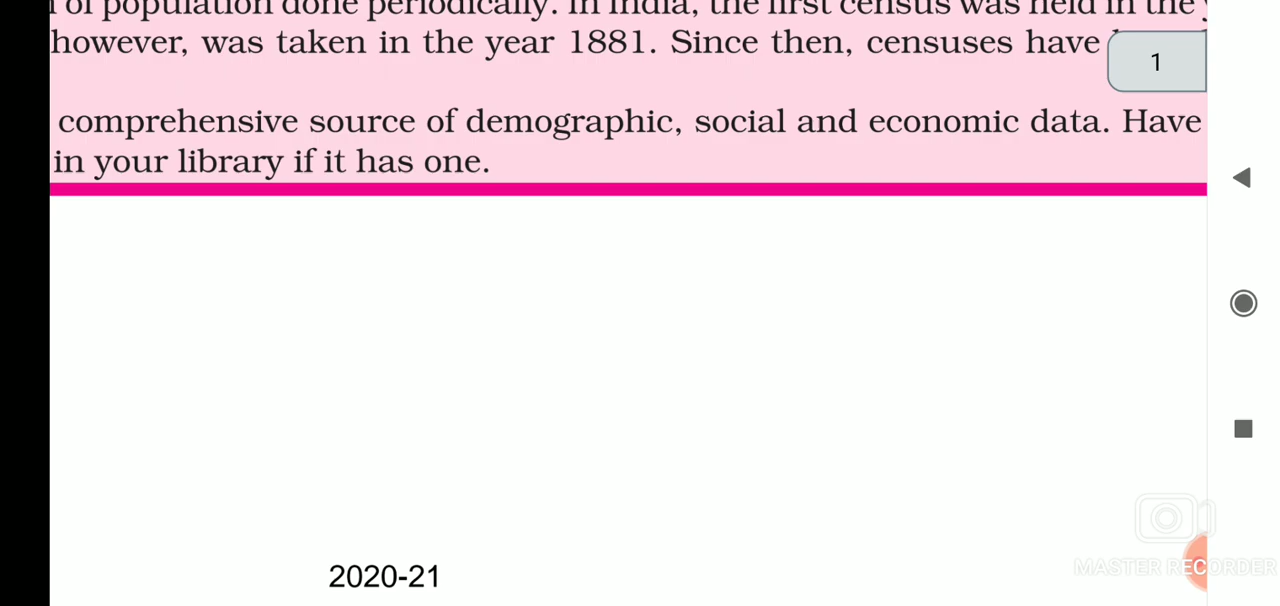 of population done periodically. In India, the first census was held in the
however, was taken in the year 1881. Since then, censuses have
1
comprehensive source of demographic, social and economic data. Have
in your library if it has one.
MASTER RECORDER
2020-21